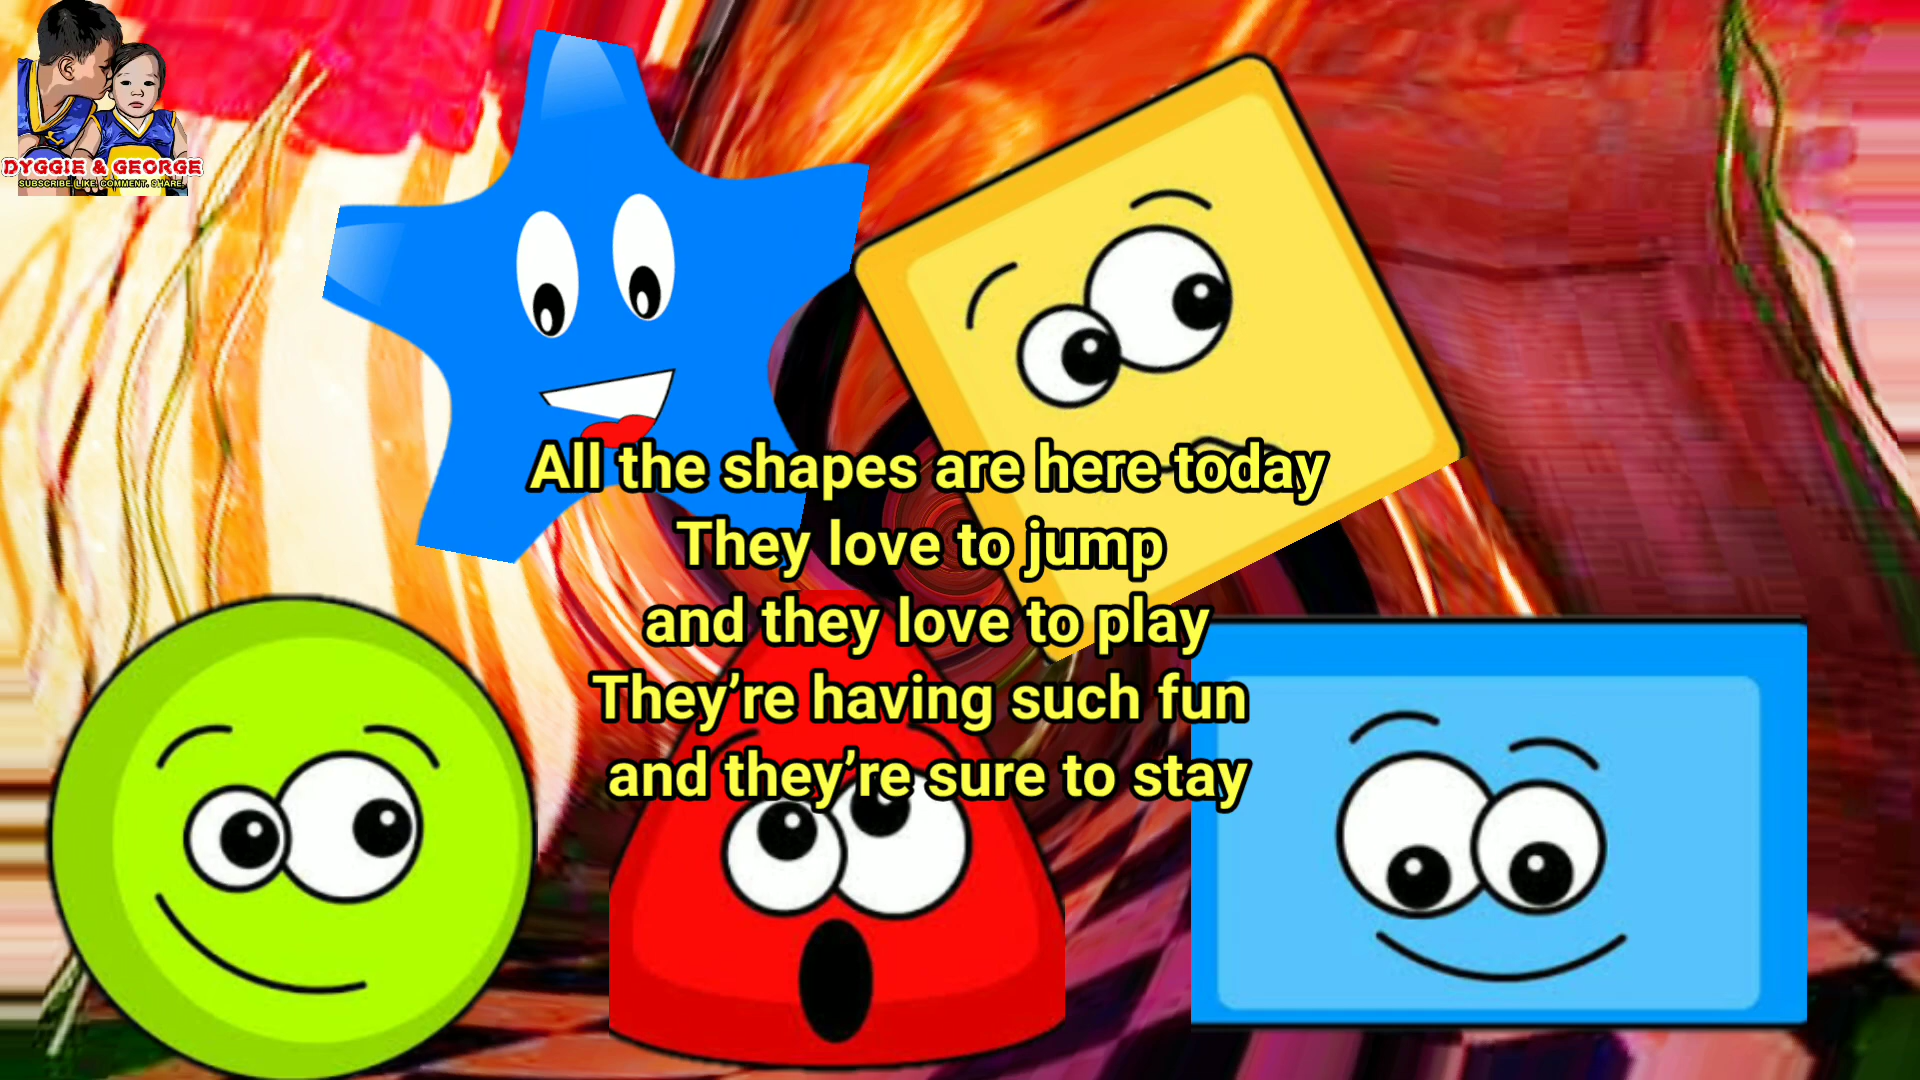 DYGGIE & GEORGE
SUBSCRIBE. LIKE. COMMENT. SHARE.
All the shapes are here today
They love to jump
and they love to play
They’re having such fun
and they’re sure to stay